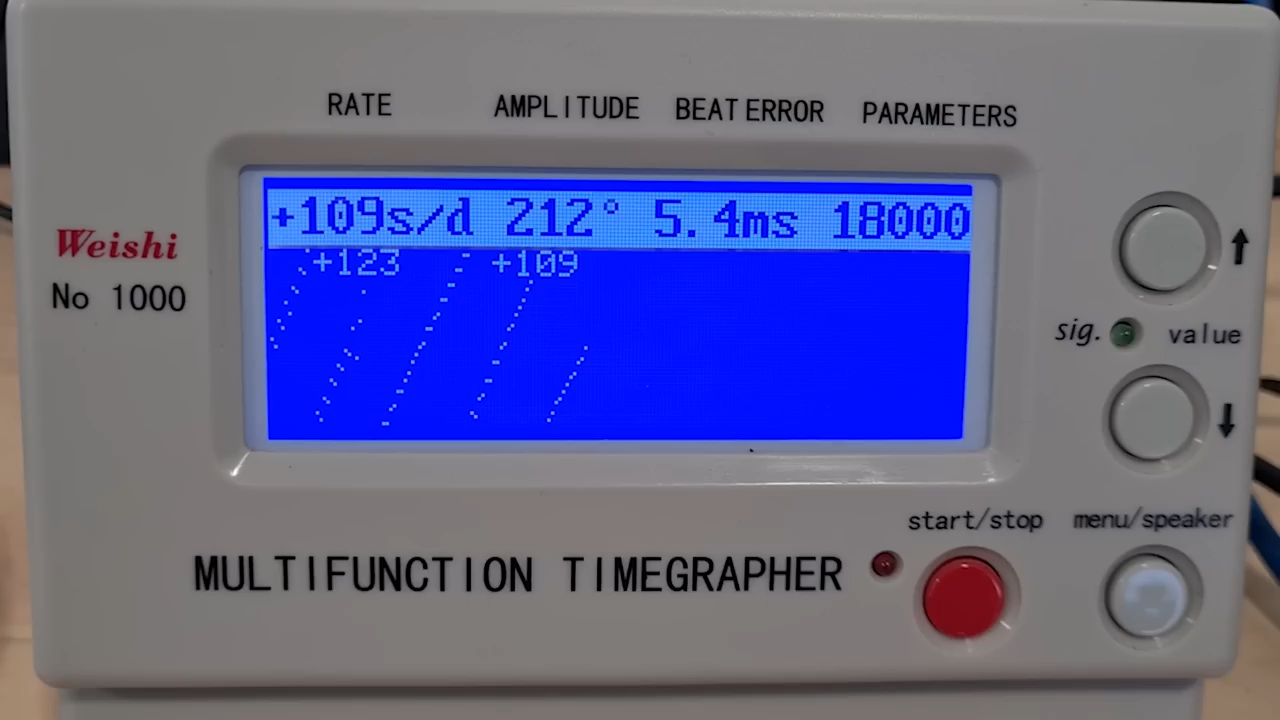 RATE AMPLITUDE BEAT ERROR PARAMETERS
+109s/d 212° 5.4ms 18000
+123 +109
Weishi
No 1000
sig. value
start/stop menu/speaker
MULTIFUNCTION TIMEGRAPHER